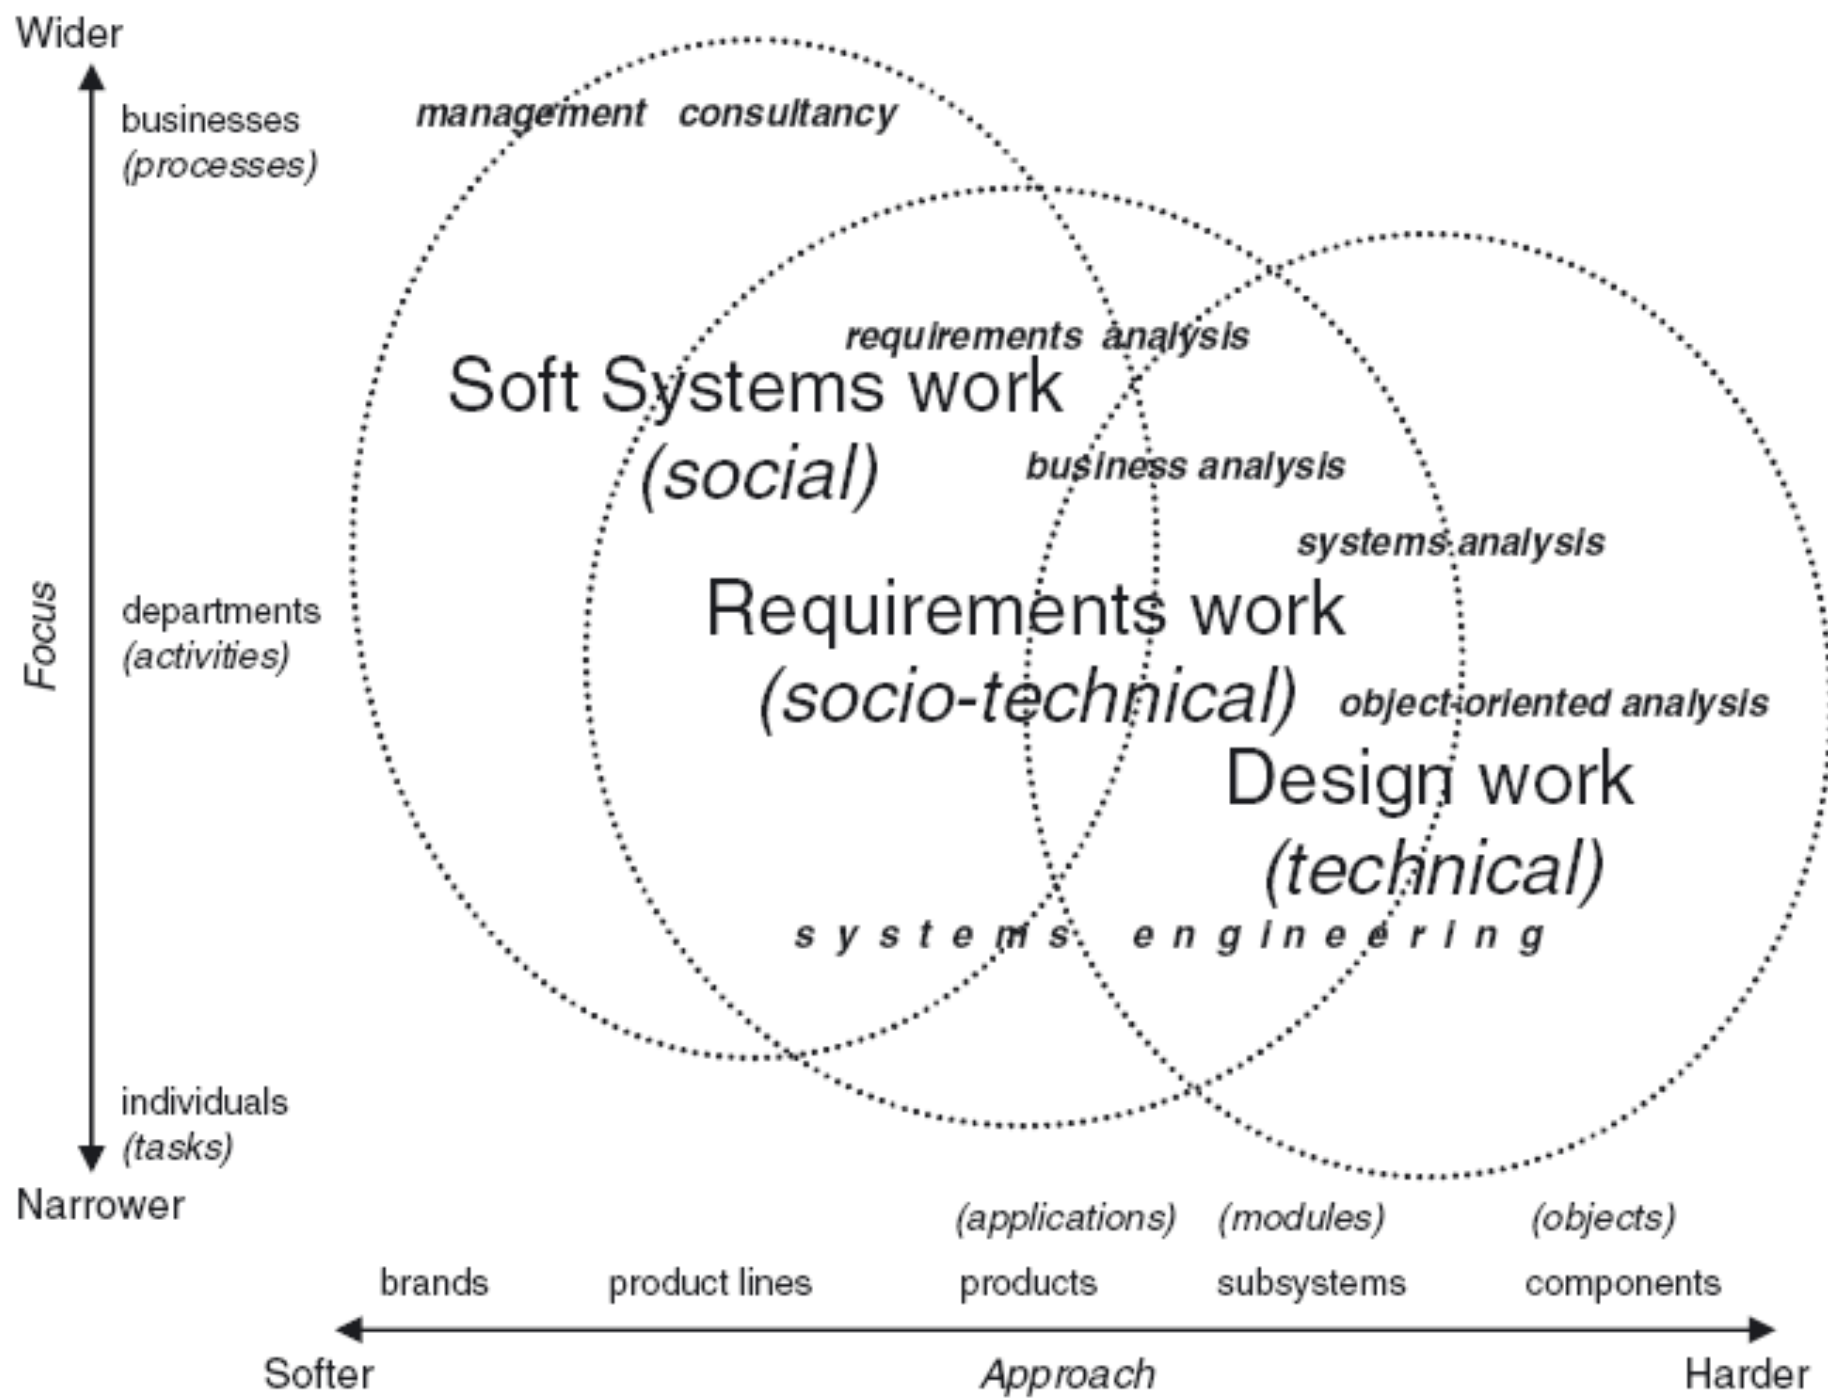 Wider
businesses
(processes)
management consultancy
requirements analysis
Soft Systems work
(social)
business analysis
systems analysis
Focus
departments
(activities)
Requirements work
(socio-technical)
object-oriented analysis
Design work
(technical)
systems engineering
individuals
(tasks)
Narrower
(applications) (modules) (objects)
brands product lines products subsystems components
Softer Approach Harder